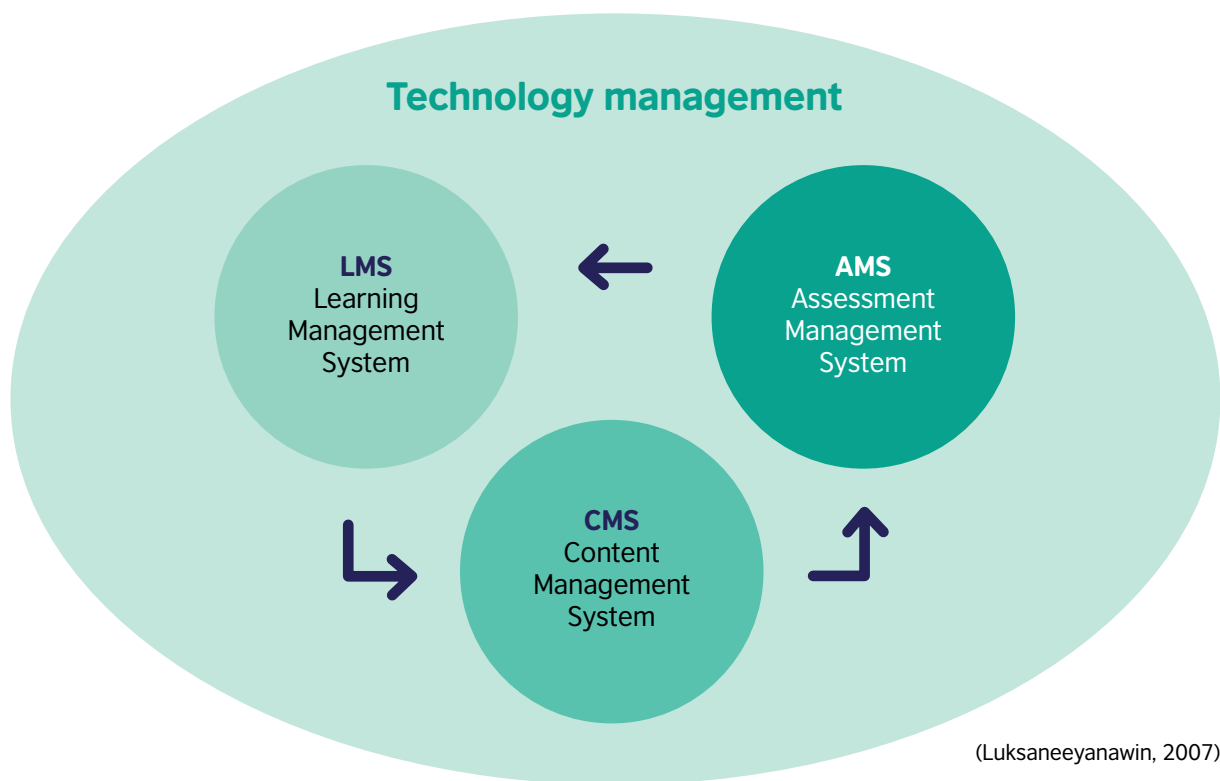 Technology management
LMS
Learning
Management
System
AMS
Assessment
Management
System
CMS
Content
Management
System
(Luksaneeyanawin, 2007)